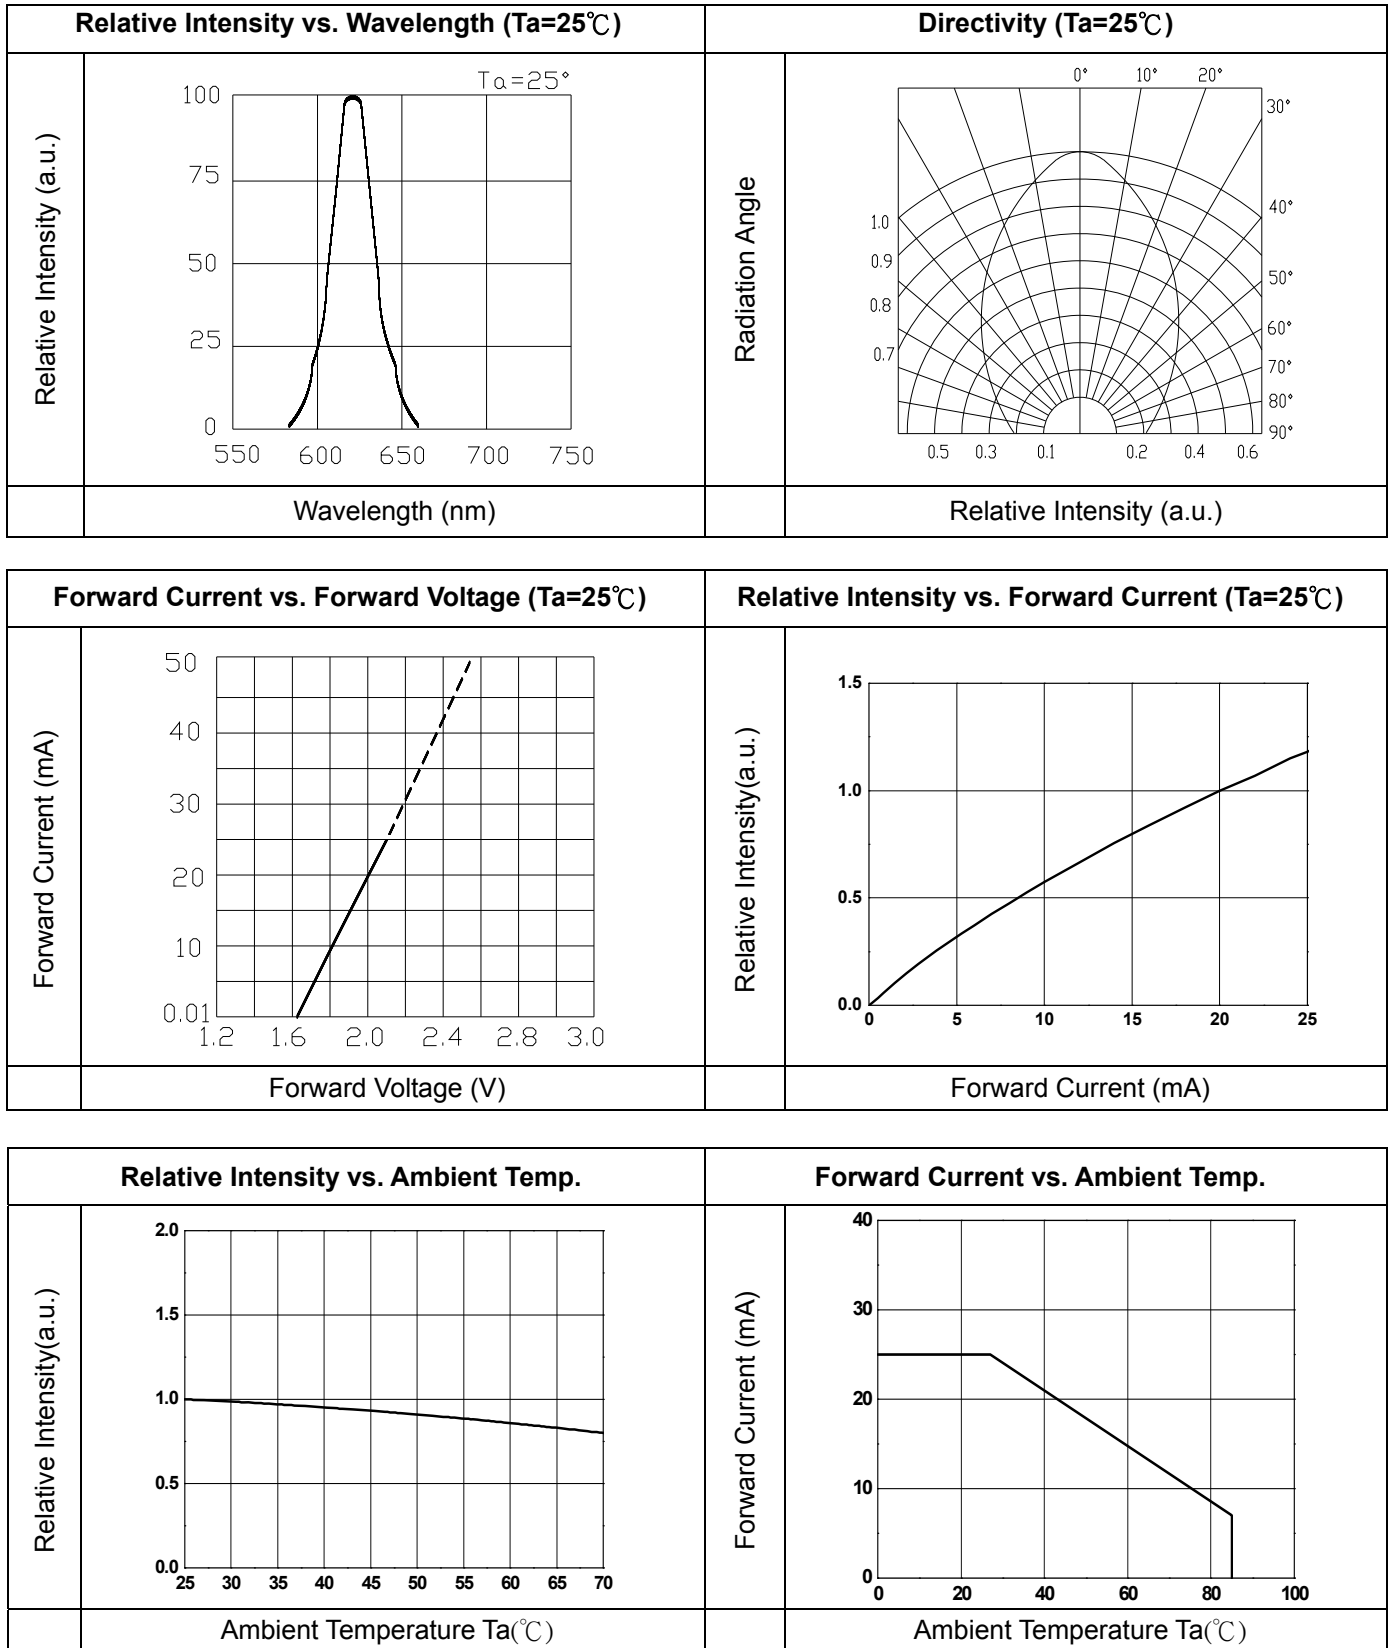 Relative Intensity vs. Wavelength (Ta=25℃)
Relative Intensity (a.u.)
Ta=25°
100
75
50
25
0
550 600 650 700 750
Wavelength (nm)
Directivity (Ta=25℃)
Radiation Angle
0° 10° 20°
30°
40°
50°
60°
70°
80°
90°
1.0
0.9
0.8
0.7
0.5 0.3 0.1 0.2 0.4 0.6
Relative Intensity (a.u.)
Forward Current vs. Forward Voltage (Ta=25℃)
Forward Current (mA)
50
40
30
20
10
0.01
1.2 1.6 2.0 2.4 2.8 3.0
Forward Voltage (V)
Relative Intensity vs. Forward Current (Ta=25℃)
Relative Intensity(a.u.)
1.5
1.0
0.5
0.0
0 5 10 15 20 25
Forward Current (mA)
Relative Intensity vs. Ambient Temp.
Relative Intensity(a.u.)
2.0
1.5
1.0
0.5
0.0
25 30 35 40 45 50 55 60 65 70
Ambient Temperature Ta(℃)
Forward Current vs. Ambient Temp.
Forward Current (mA)
40
30
20
10
0
0 20 40 60 80 100
Ambient Temperature Ta(℃)